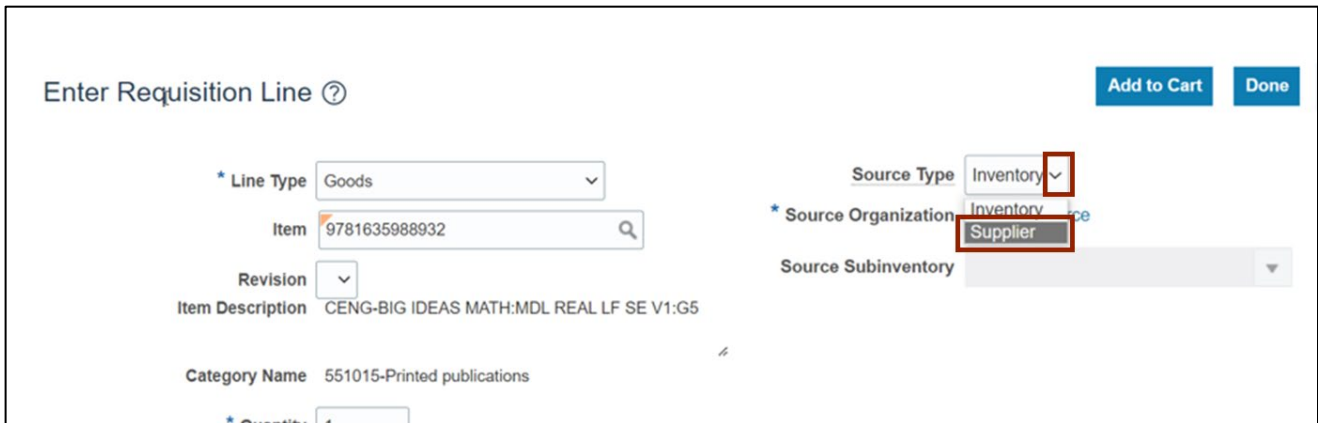 Enter Requisition Line ?
Add to Cart Done
* Line Type Goods
Source Type Inventory
Inventory
Supplier
Item 9781635988932
* Source Organization
Revision
Source Subinventory
Item Description CENG-BIG IDEAS MATH:MDL REAL LF SE V1:G5
Category Name 551015-Printed publications
* Quantity 1